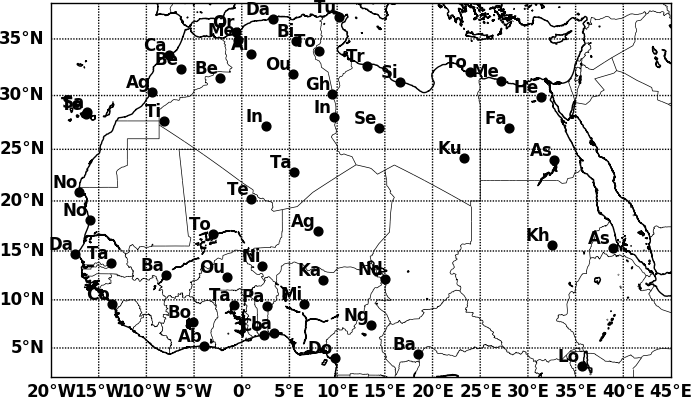 Da Tu
Or
35°N Me Al Bi To
Ca
Be Be Ou Tr Si To Me
30°N Ag Gh He
Sa
Ti In In Se Fa
25°N Ku As
Ta
20°N No Te
No To Ag
15°N Da Ta Ba Ou Ni Ka Nd Kh As
10°N Co Ta Pa Mi
Bo La Ng
5°N Ab Do Ba Lo
20°W 15°W 10°W 5°W 0° 5°E 10°E 15°E 20°E 25°E 30°E 35°E 40°E 45°E